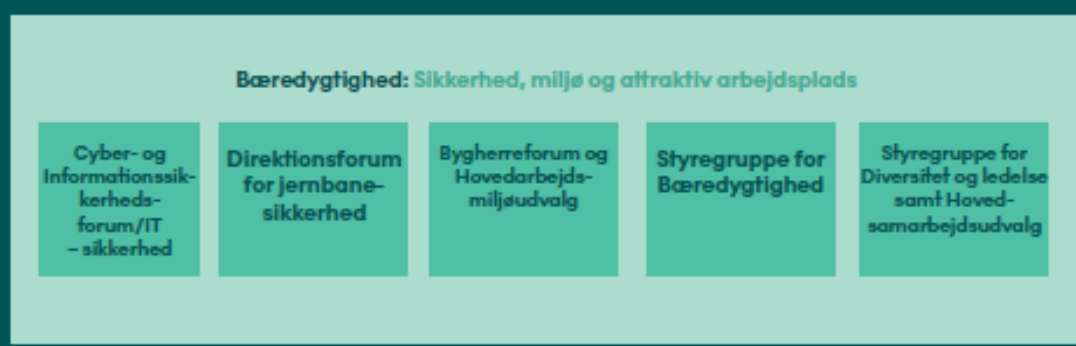 Bæredygtighed: Sikkerhed, miljø og attraktiv arbejdsplads
Cyber- og
Informationssik-
kerheds-
forum/IT
– sikkerhed
Direktionsforum
for jernbane-
sikkerhed
Bygherreforum og
Hovedarbejds-
miljøudvalg
Styregruppe for
Bæredygtighed
Styregruppe for
Diversitet og ledelse
samt Hoved-
samarbejdsudvalg